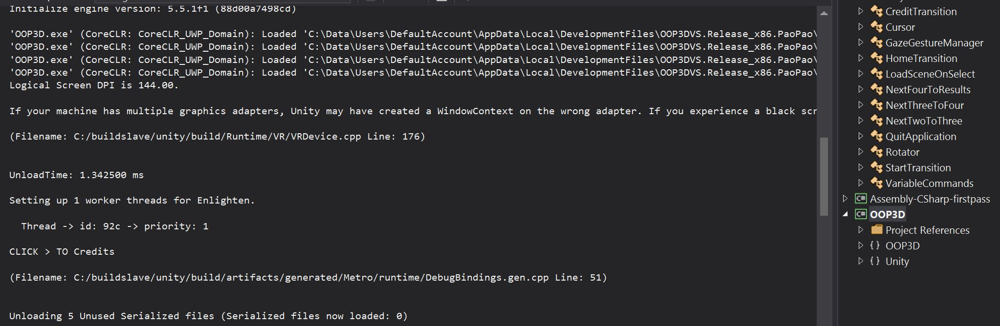 Initialize engine version: 5.5.1f1 (88d00a7498cd)
'OOP3D.exe' (CoreCLR: CoreCLR_UWP_Domain): Loaded 'C:\Data\Users\DefaultAccount\AppData\Local\DevelopmentFiles\OOP3DVS.Release_x86.PaoPao\
'OOP3D.exe' (CoreCLR: CoreCLR_UWP_Domain): Loaded 'C:\Data\Users\DefaultAccount\AppData\Local\DevelopmentFiles\OOP3DVS.Release_x86.PaoPao\
'OOP3D.exe' (CoreCLR: CoreCLR_UWP_Domain): Loaded 'C:\Data\Users\DefaultAccount\AppData\Local\DevelopmentFiles\OOP3DVS.Release_x86.PaoPao\
'OOP3D.exe' (CoreCLR: CoreCLR_UWP_Domain): Loaded 'C:\Data\Users\DefaultAccount\AppData\Local\DevelopmentFiles\OOP3DVS.Release_x86.PaoPao\
Logical Screen DPI is 144.00.
If your machine has multiple graphics adapters, Unity may have created a WindowContext on the wrong adapter. If you experience a black scr
(Filename: C:/buildslave/unity/build/Runtime/VR/VRDevice.cpp Line: 176)
UnloadTime: 1.342500 ms
Setting up 1 worker threads for Enlighten.
Thread -> id: 92c -> priority: 1
CLICK > TO Credits
(Filename: C:/buildslave/unity/build/artifacts/generated/Metro/runtime/DebugBindings.gen.cpp Line: 51)
Unloading 5 Unused Serialized files (Serialized files now loaded: 0)
CreditTransition
Cursor
GazeGestureManager
HomeTransition
LoadSceneOnSelect
NextFourToResults
NextThreeToFour
NextTwoToThree
QuitApplication
Rotator
StartTransition
VariableCommands
C# Assembly-CSharp-firstpass
C# OOP3D
Project References
{} OOP3D
{} Unity